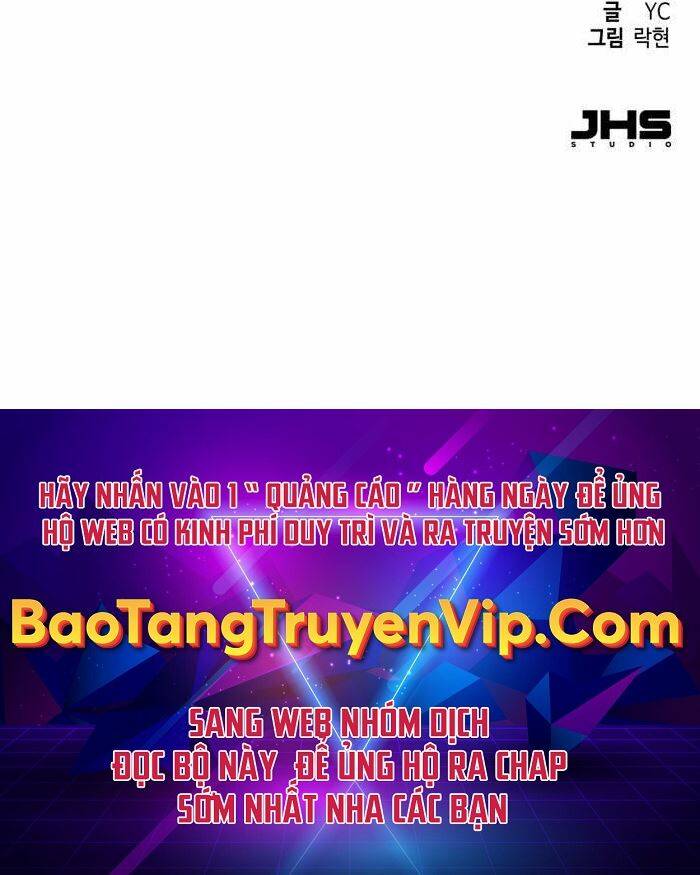 글 YC
그림 락현
JHS
STUDIO
HÃY NHẤN VÀO 1 “ QUẢNG CÁO ” HÀNG NGÀY ĐỂ ỦNG
HỘ WEB CÓ KINH PHÍ DUY TRÌ VÀ RA TRUYỆN SỚM HƠN
BaoTangTruyenVip.Com
SANG WEB NHÓM DỊCH
ĐỌC BỘ NÀY ĐỂ ỦNG HỘ RA CHAP
SỚM NHẤT NHA CÁC BẠN